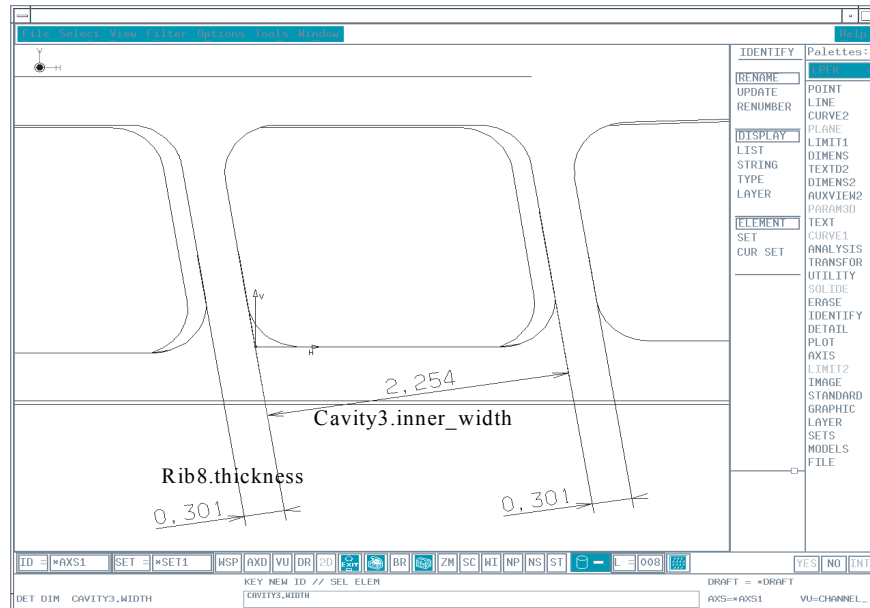 File Select View Filter Options Tools Window Help
Y
H
IDENTIFY
RENAME
UPDATE
RENUMBER
DISPLAY
LIST
STRING
TYPE
LAYER
ELEMENT
SET
CUR SET
Palettes:
LPFK
POINT
LINE
CURVE2
PLANE
LIMIT1
DIMENS
TEXTD2
DIMENS2
AUXVIEW2
PARAM3D
TEXT
CURVE1
ANALYSIS
TRANSFOR
UTILITY
SOLIDE
ERASE
IDENTIFY
DETAIL
PLOT
AXIS
LIMIT2
IMAGE
STANDARD
GRAPHIC
LAYER
SETS
MODELS
FILE
V
H
2,254
Cavity3.inner_width
Rib8.thickness
0,301
0,301
ID = *AXS1 SET = *SET1 WSP AXD VU DR 2D EXIT BR ZM SC WI NP NS ST L = 008 YES NO INT
KEY NEW ID // SEL ELEM DRAFT = *DRAFT
DET DIM CAVITY3.WIDTH CAVITY3.WIDTH AXS=*AXS1 VU=CHANNEL_